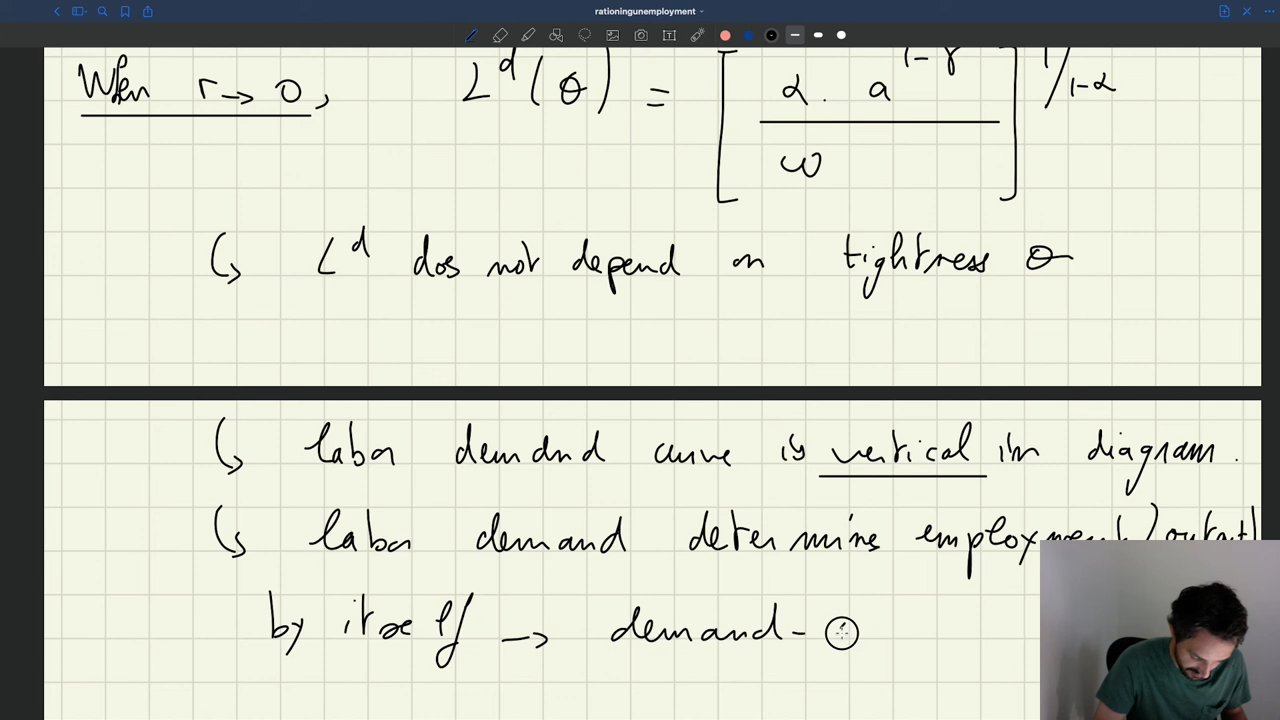 rationingunemployment
When r → 0, L^d(θ) = [α . a^{1-γ} / ω]^{1/1-α}
↳ L^d does not depend on tightness θ
↳ labor demand curve is vertical in diagram.
↳ labor demand determines employment/output
by itself → demand-